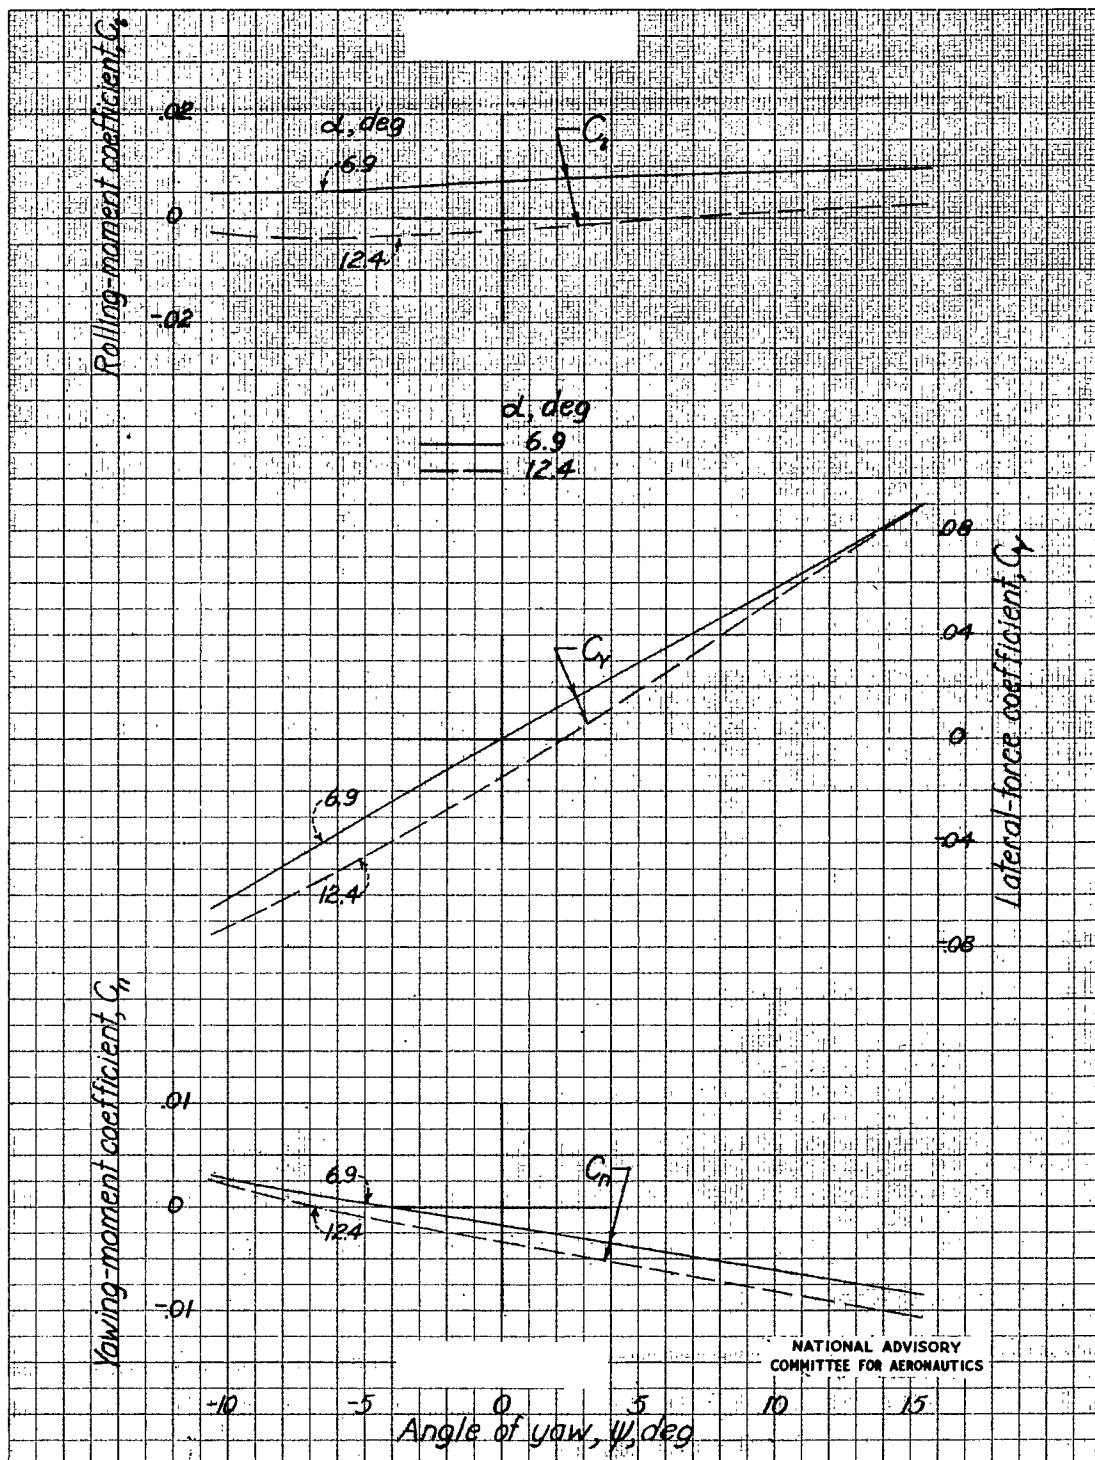 Rolling-moment coefficient, Cl
.02
0
-.02
α, deg
6.9
12.4
Cl
α, deg
6.9
12.4
.08
.04
0
-.04
-.08
Lateral-force coefficient, CY
CY
6.9
12.4
Yawing-moment coefficient, Cn
.01
0
-.01
6.9
12.4
Cn
NATIONAL ADVISORY
COMMITTEE FOR AERONAUTICS
-10 -5 0 5 10 15
Angle of yaw, ψ, deg